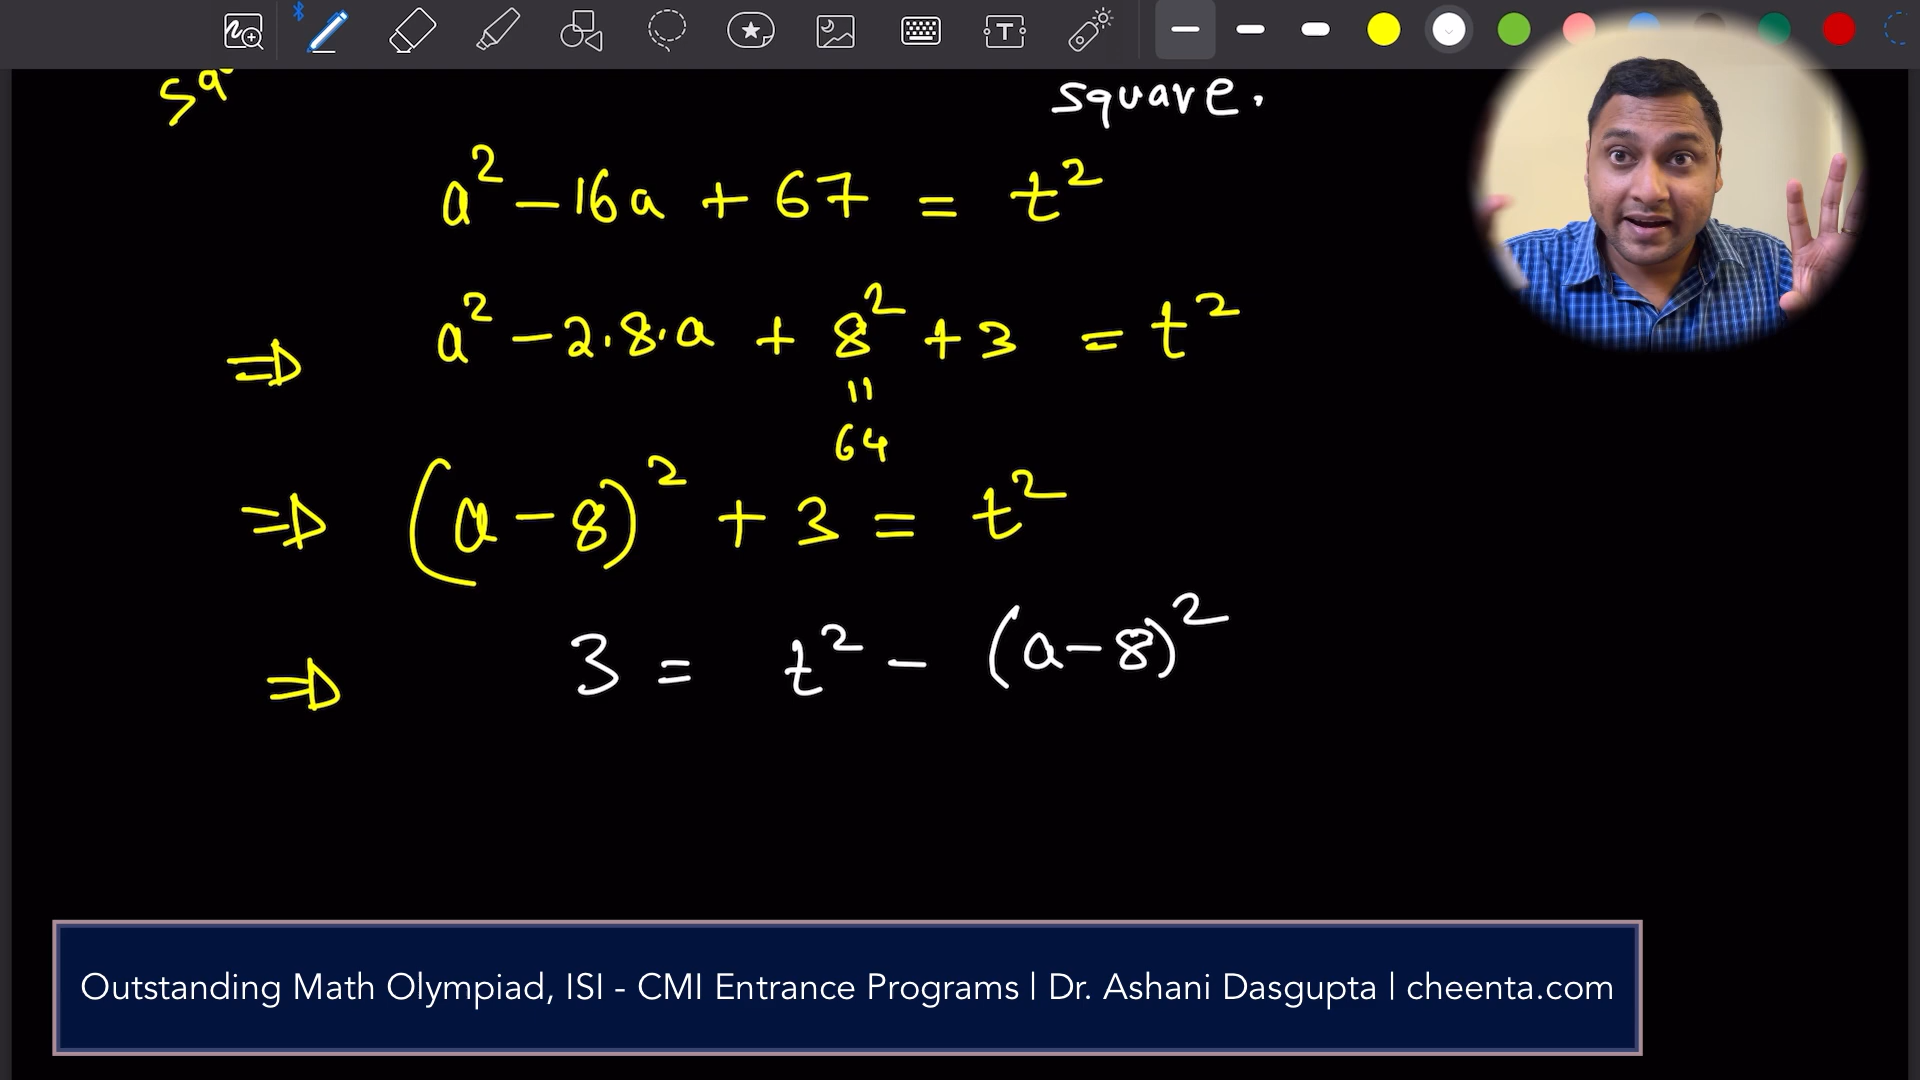 square.
a² - 16a + 67 = t²
⇒ a² - 2.8.a + 8² + 3 = t²
11
64
⇒ (a-8)² + 3 = t²
⇒ 3 = t² - (a-8)²
Outstanding Math Olympiad, ISI - CMI Entrance Programs | Dr. Ashani Dasgupta | cheenta.com